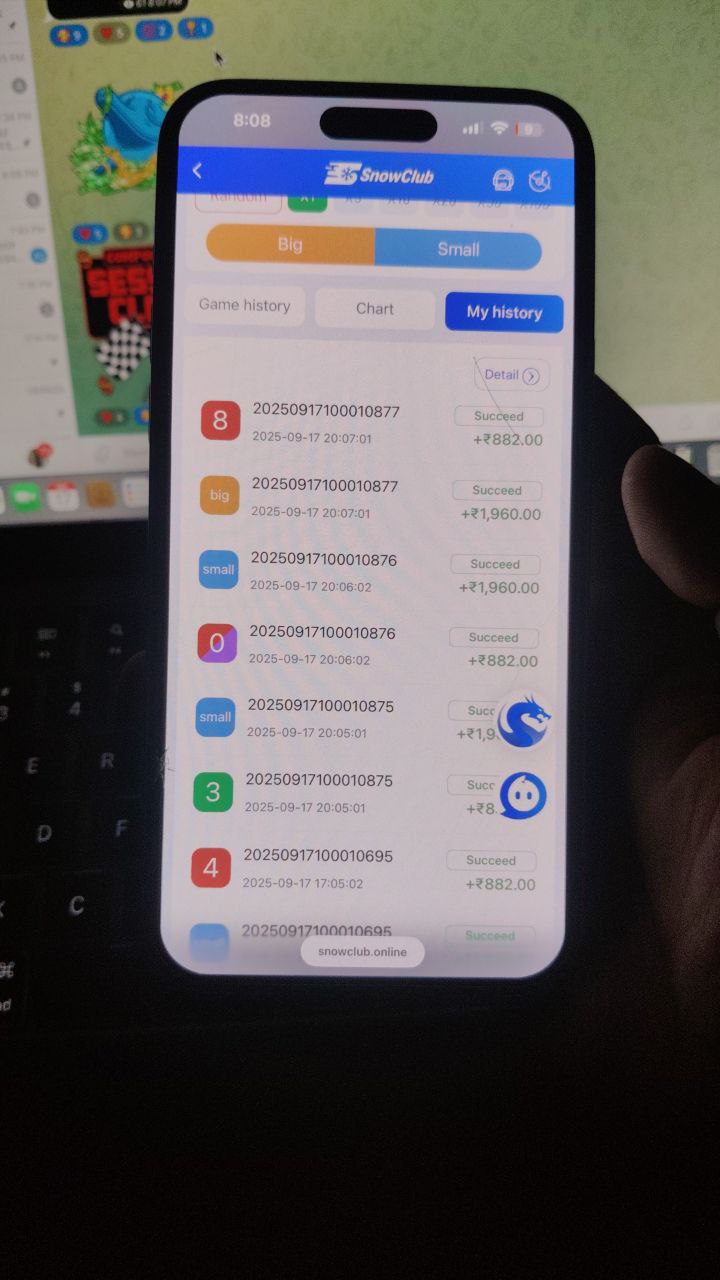 8:08
9
SnowClub
Random X1 X5 X10 X20 X50 X100
Big Small
Game history Chart My history
Detail
8 20250917100010877 Succeed
2025-09-17 20:07:01 +₹882.00
big 20250917100010877 Succeed
2025-09-17 20:07:01 +₹1,960.00
small 20250917100010876 Succeed
2025-09-17 20:06:02 +₹1,960.00
0 20250917100010876 Succeed
2025-09-17 20:06:02 +₹882.00
small 20250917100010875 Succ
2025-09-17 20:05:01 +₹1,9
3 20250917100010875 Succ
2025-09-17 20:05:01 +₹8
4 20250917100010695 Succeed
2025-09-17 17:05:02 +₹882.00
20250917100010695 Succeed
snowclub.online
$
4
E R
D F
C